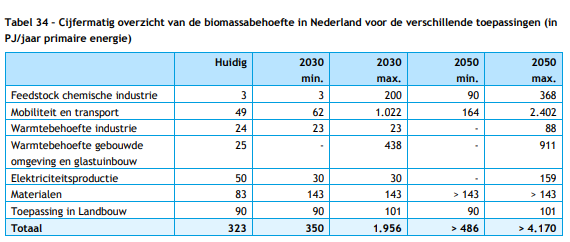 Tabel 34 - Cijfermatig overzicht van de biomassabehoefte in Nederland voor de verschillende toepassingen (in
PJ/jaar primaire energie)
Huidig 2030 min. 2030 max. 2050 min. 2050 max.
Feedstock chemische industrie 3 3 200 90 368
Mobiliteit en transport 49 62 1.022 164 2.402
Warmtebehoefte industrie 24 23 23 - 88
Warmtebehoefte gebouwde 25 - 438 - 911
omgeving en glastuinbouw
Elektriciteitsproductie 50 30 30 - 159
Materialen 83 143 143 > 143 > 143
Toepassing in Landbouw 90 90 101 90 101
Totaal 323 350 1.956 > 486 > 4.170